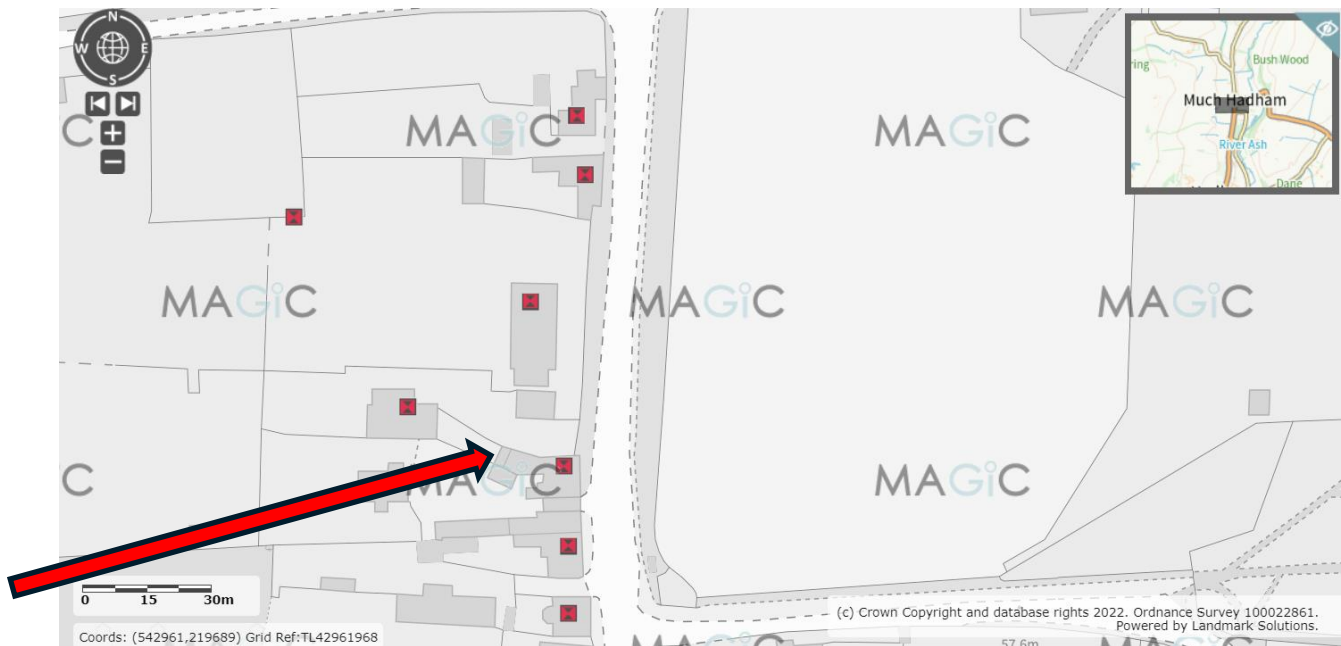 N
W E
S
MAGiC
MAGiC
C
Much Hadham
Bush Wood
ring
River Ash
Dane
MAGiC
MAGiC
MAGiC
C
MAGiC
MAGiC
0 15 30m
Coords: (542961,219689) Grid Ref:TL42961968
(c) Crown Copyright and database rights 2022. Ordnance Survey 100022861.
Powered by Landmark Solutions.
57.6m